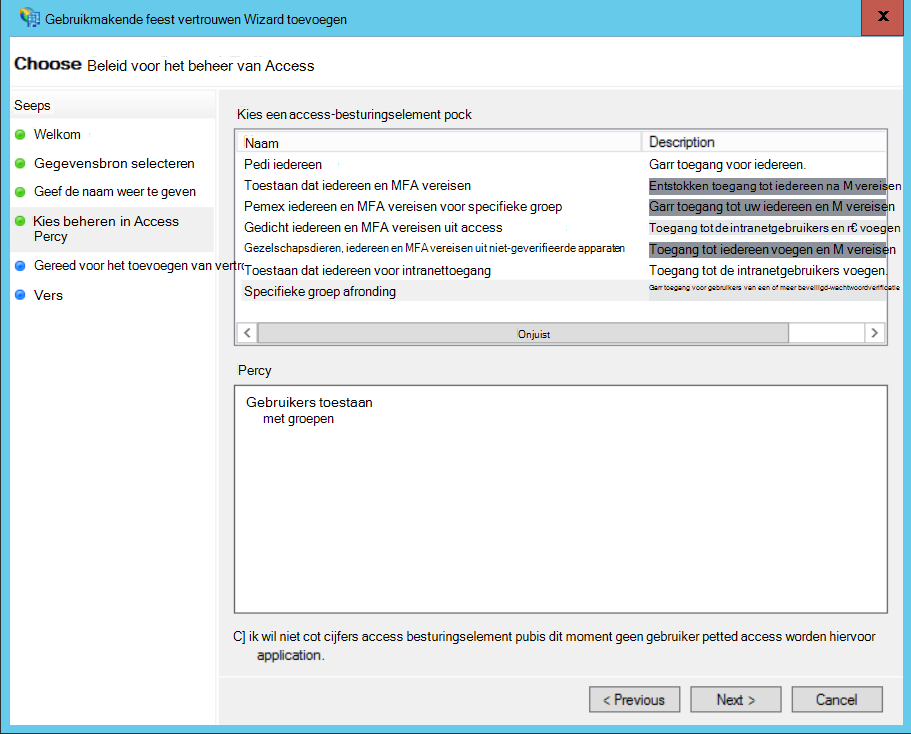 Gebruikmakende feest vertrouwen Wizard toevoegen
x
Choose Beleid voor het beheer van Access
Seeps
Welkom
Gegevensbron selecteren
Geef de naam weer te geven
Kies beheren in Access
Percy
Gereed voor het toevoegen van vertro
Vers
Kies een access-besturingselement pock
Naam Description
Pedi iedereen Garr toegang voor iedereen.
Toestaan dat iedereen en MFA vereisen Entstokken toegang tot iedereen na M vereisen
Pemex iedereen en MFA vereisen voor specifieke groep Garr toegang tot uw iedereen en M vereisen
Gedicht iedereen en MFA vereisen uit access Toegang tot de intranetgebruikers en r€ voegen
Gezelschapsdieren, iedereen en MFA vereisen uit niet-geverifieerde apparaten Toegang tot iedereen voegen en M vereisen
Toestaan dat iedereen voor intranettoegang Toegang tot de intranetgebruikers voegen.
Specifieke groep afronding Garr toegang voor gebruikers van een of meer beveiligd-wachtwoordverificatie
Onjuist
Percy
Gebruikers toestaan
met groepen
C] ik wil niet cot cijfers access besturingselement pubis dit moment geen gebruiker petted access worden hiervoor
application.
< Previous Next > Cancel